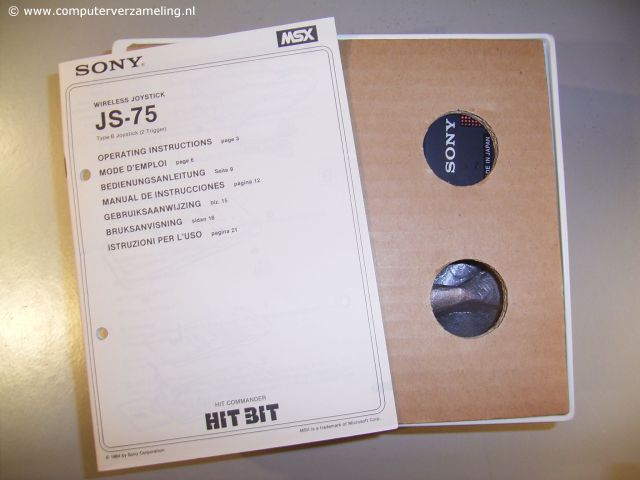 © www.computerverzameling.nl
SONY®
MSX
WIRELESS JOYSTICK
JS-75
Type B Joystick (2 Trigger)
OPERATING INSTRUCTIONS page 3
MODE D'EMPLOI page 6
BEDIENUNGSANLEITUNG Seite 9
MANUAL DE INSTRUCCIONES página 12
GEBRUIKSAANWIJZING blz. 15
BRUKSANVISNING sidan 18
ISTRUZIONI PER L'USO pagina 21
HIT COMMANDER
HIT BIT
MSX is a trademark of Microsoft Corp.
© 1984 by Sony Corporation
SONY
DE IN JAPAN